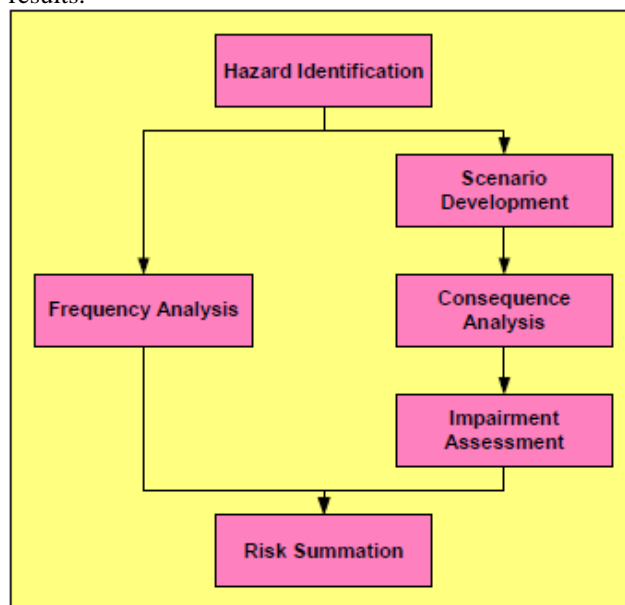 results.
Hazard Identification
Scenario
Development
Frequency Analysis
Consequence
Analysis
Impairment
Assessment
Risk Summation